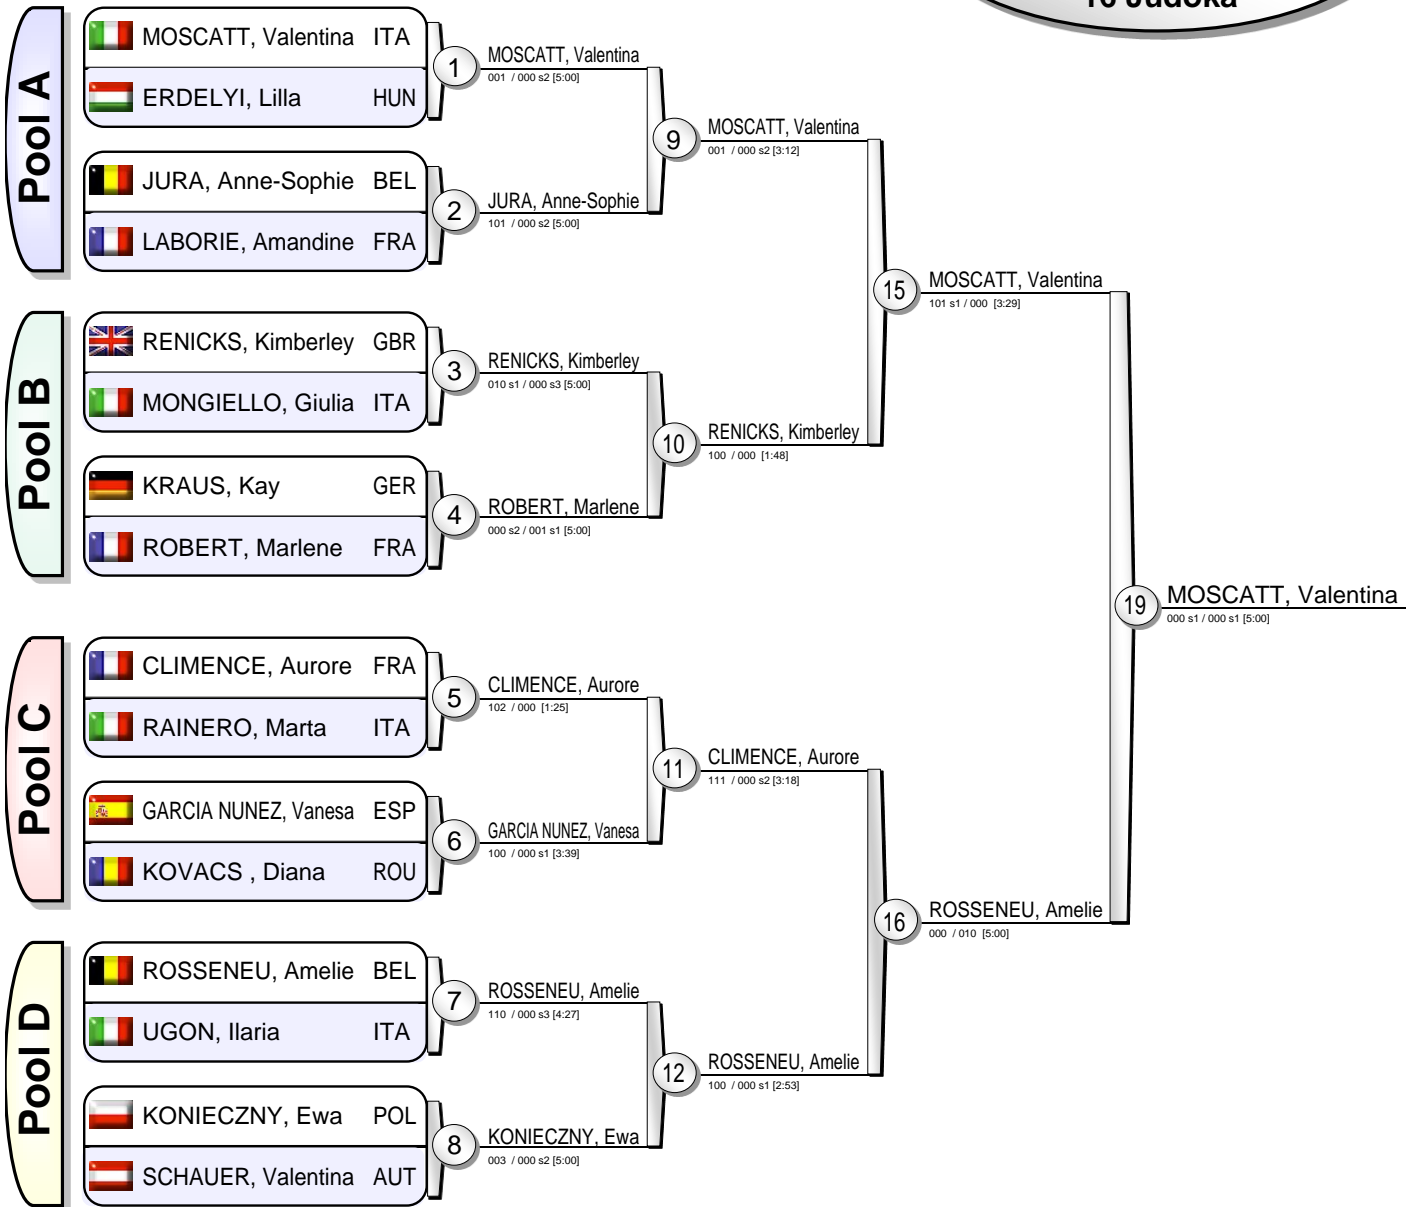 16 Judoka
Pool A
MOSCATT, Valentina ITA
ERDELYI, Lilla HUN
1
MOSCATT, Valentina
001 / 000 s2 [5:00]
JURA, Anne-Sophie BEL
LABORIE, Amandine FRA
2
JURA, Anne-Sophie
101 / 000 s2 [5:00]
9
MOSCATT, Valentina
001 / 000 s2 [3:12]
Pool B
RENICKS, Kimberley GBR
MONGIELLO, Giulia ITA
3
RENICKS, Kimberley
010 s1 / 000 s3 [5:00]
KRAUS, Kay GER
ROBERT, Marlene FRA
4
ROBERT, Marlene
000 s2 / 001 s1 [5:00]
10
RENICKS, Kimberley
100 / 000 [1:48]
15
MOSCATT, Valentina
101 s1 / 000 [3:29]
Pool C
CLIMENCE, Aurore FRA
RAINERO, Marta ITA
5
CLIMENCE, Aurore
102 / 000 [1:25]
GARCIA NUNEZ, Vanesa ESP
KOVACS , Diana ROU
6
GARCIA NUNEZ, Vanesa
100 / 000 s1 [3:39]
11
CLIMENCE, Aurore
111 / 000 s2 [3:18]
Pool D
ROSSENEU, Amelie BEL
UGON, Ilaria ITA
7
ROSSENEU, Amelie
110 / 000 s3 [4:27]
KONIECZNY, Ewa POL
SCHAUER, Valentina AUT
8
KONIECZNY, Ewa
003 / 000 s2 [5:00]
12
ROSSENEU, Amelie
100 / 000 s1 [2:53]
16
ROSSENEU, Amelie
000 / 010 [5:00]
19
MOSCATT, Valentina
000 s1 / 000 s1 [5:00]